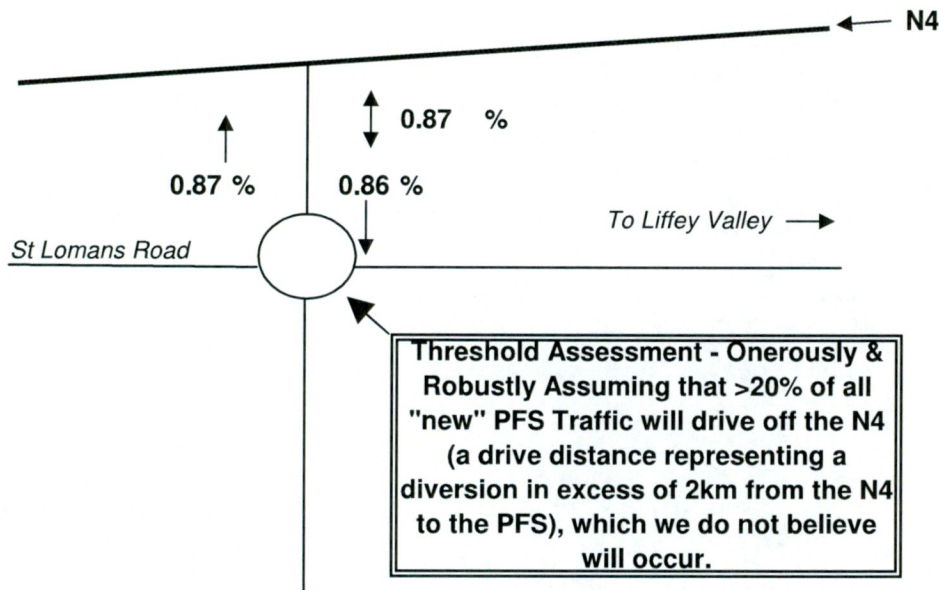 N4
0.87 %
0.87 % 0.86 %
To Liffey Valley
St Lomans Road
Threshold Assessment - Onerously &
Robustly Assuming that >20% of all
"new" PFS Traffic will drive off the N4
(a drive distance representing a
diversion in excess of 2km from the N4
to the PFS), which we do not believe
will occur.